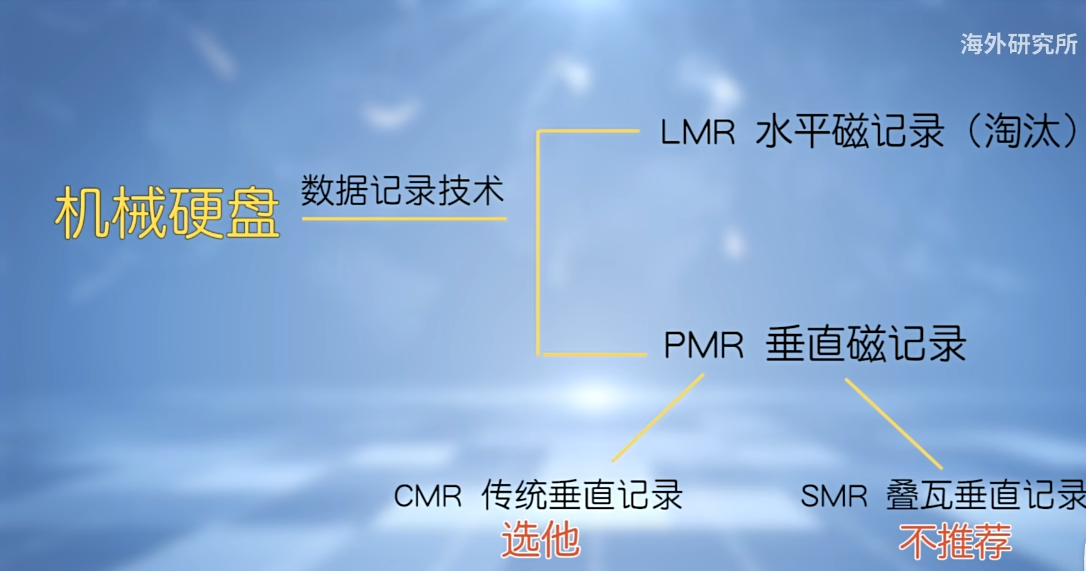 海外研究所
LMR 水平磁记录（淘汰）
机械硬盘 数据记录技术
PMR 垂直磁记录
CMR 传统垂直记录 SMR 叠瓦垂直记录
选他 不推荐